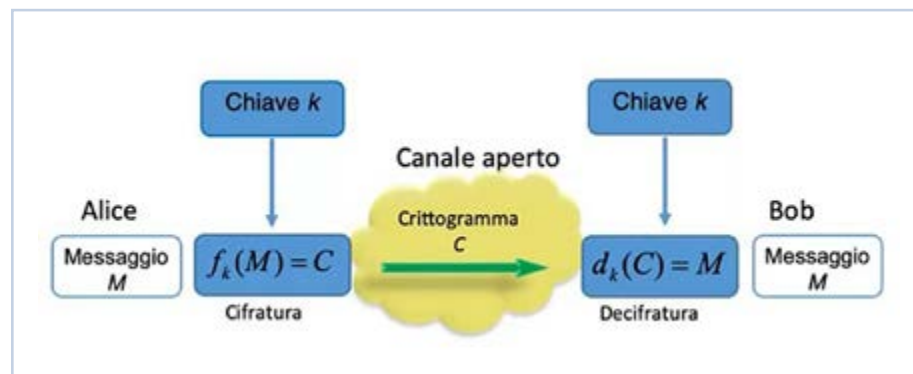 Chiave k
Chiave k
Canale aperto
Alice
Crittogramma
C
Bob
Messaggio
M
f_k(M) = C
d_k(C) = M
Messaggio
M
Cifratura
Decifratura